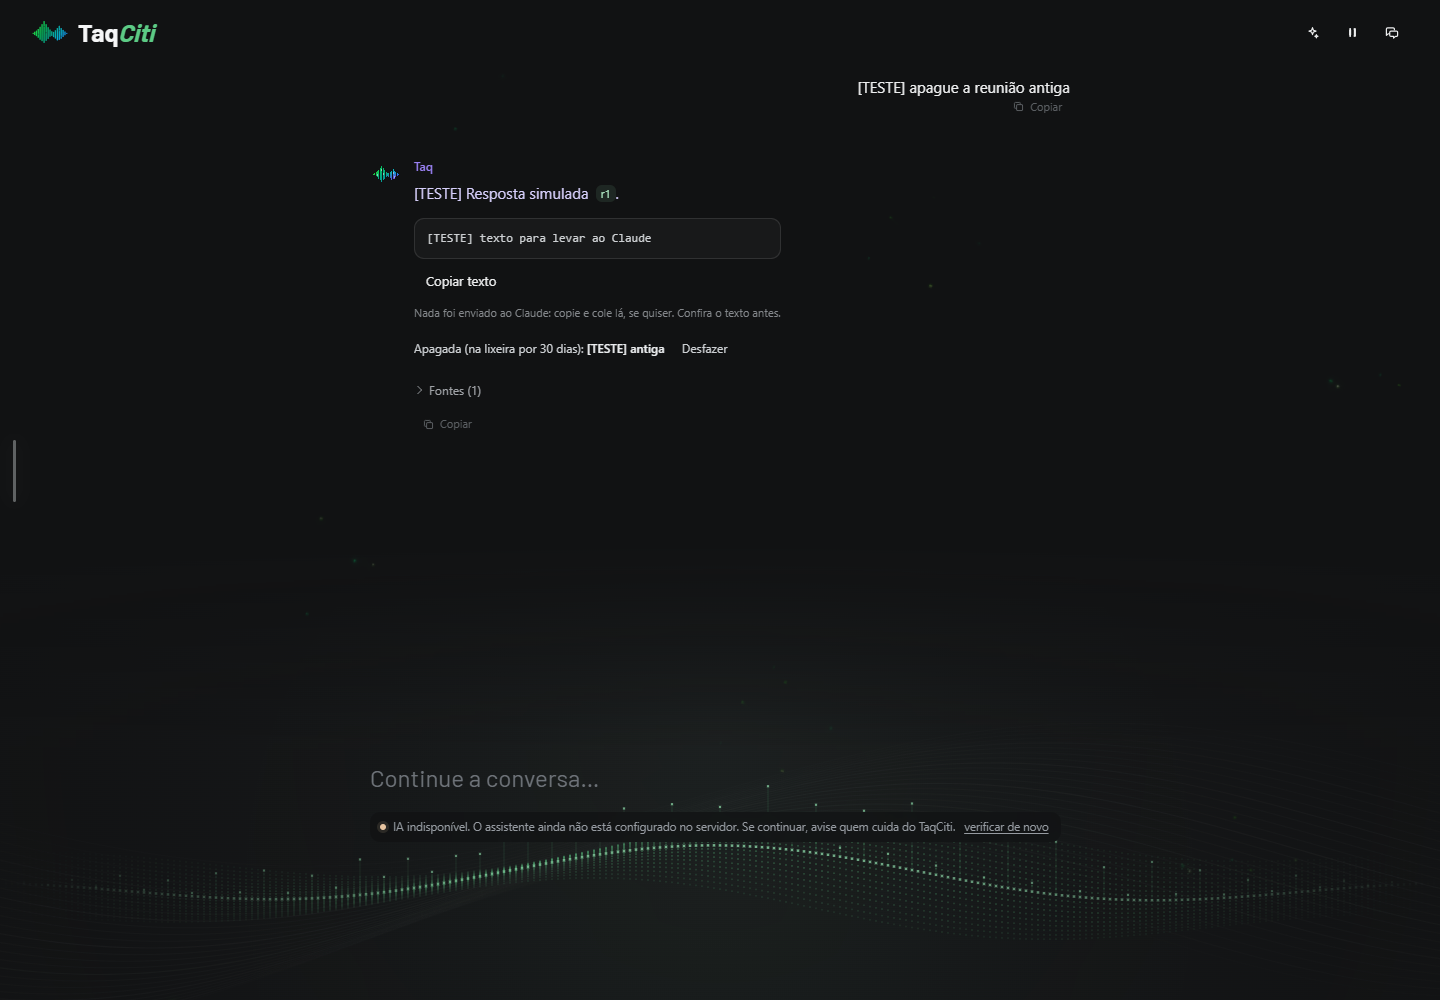 TaqCiti
[TESTE] apague a reunião antiga
Copiar
Taq
[TESTE] Resposta simulada r1.
[TESTE] texto para levar ao Claude
Copiar texto
Nada foi enviado ao Claude: copie e cole lá, se quiser. Confira o texto antes.
Apagada (na lixeira por 30 dias): [TESTE] antiga Desfazer
Fontes (1)
Copiar
Continue a conversa...
IA indisponível. O assistente ainda não está configurado no servidor. Se continuar, avise quem cuida do TaqCiti. verificar de novo